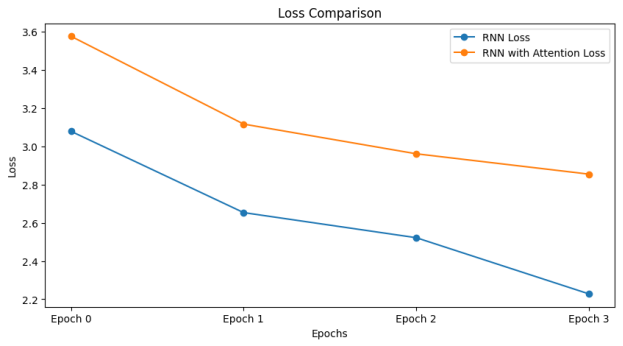 Loss Comparison
RNN Loss
RNN with Attention Loss
3.6
3.4
3.2
3.0
2.8
2.6
2.4
2.2
Loss
Epoch 0
Epoch 1
Epoch 2
Epoch 3
Epochs